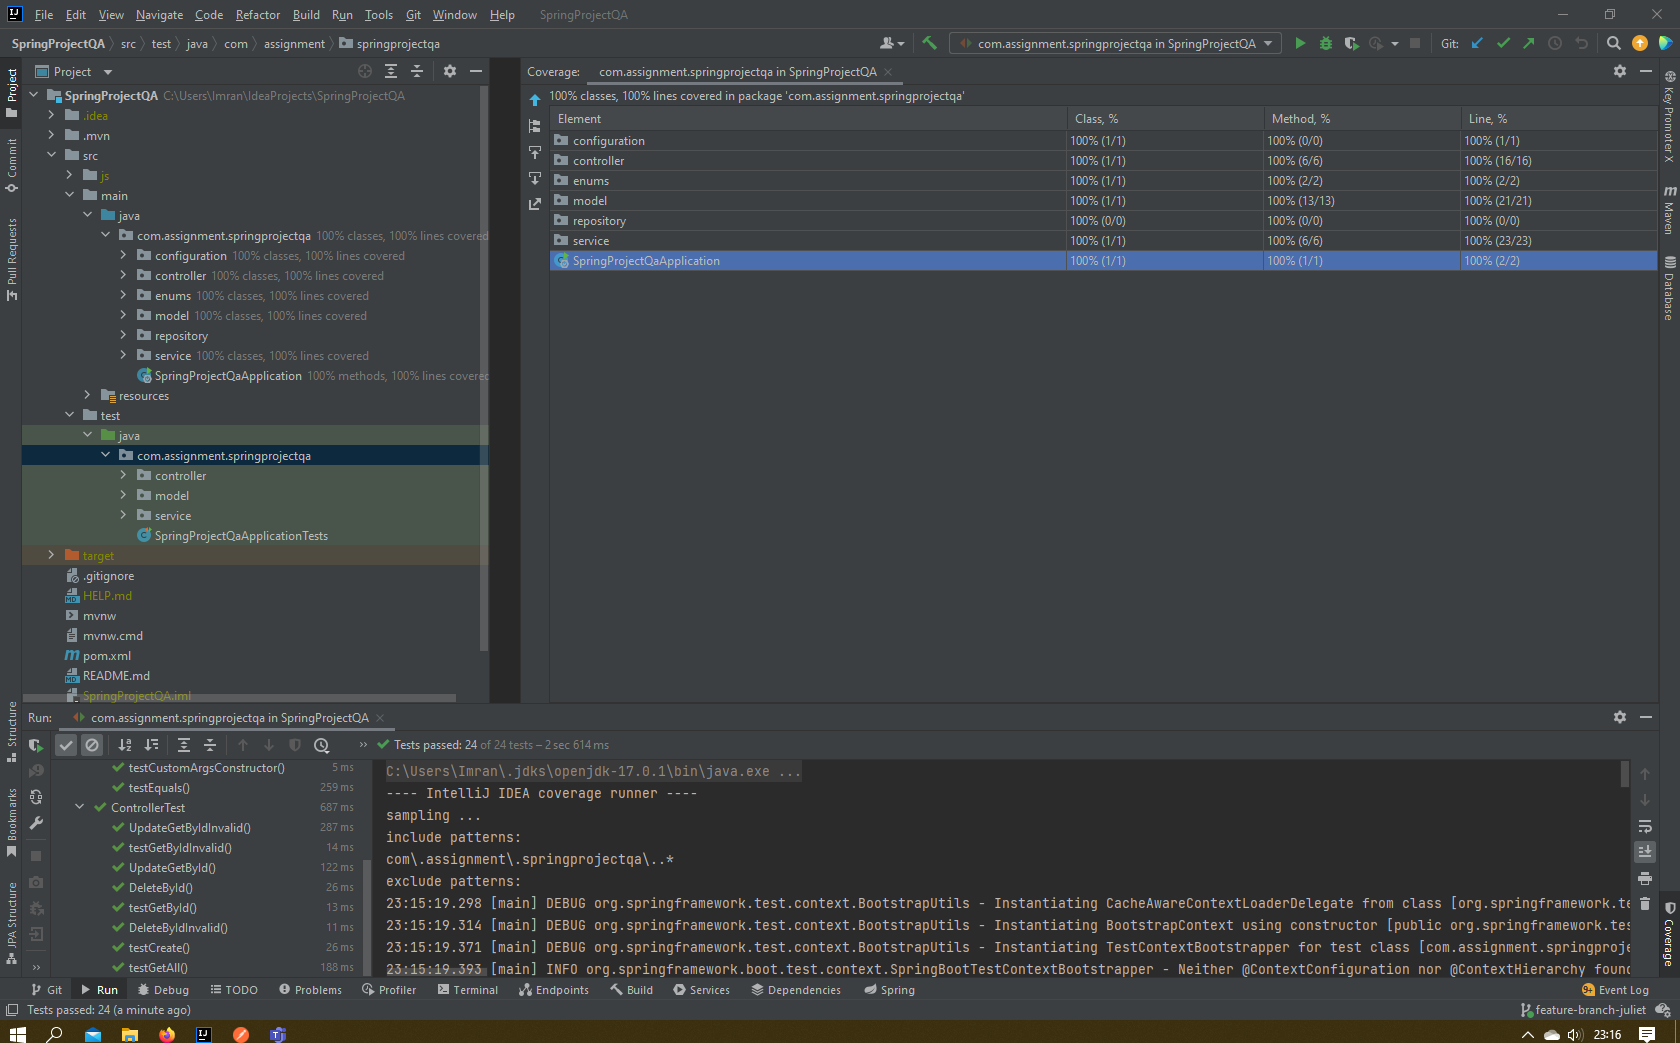 File Edit View Navigate Code Refactor Build Run Tools Git Window Help SpringProjectQA
SpringProjectQA src test java com assignment springprojectqa
com.assignment.springprojectqa in SpringProjectQA
Git:
Project
Coverage: com.assignment.springprojectqa in SpringProjectQA
SpringProjectQA C:\Users\Imran\IdeaProjects\SpringProjectQA
.idea
.mvn
src
js
main
java
com.assignment.springprojectqa 100% classes, 100% lines covered
configuration 100% classes, 100% lines covered
controller 100% classes, 100% lines covered
enums 100% classes, 100% lines covered
model 100% classes, 100% lines covered
repository
service 100% classes, 100% lines covered
SpringProjectQaApplication 100% methods, 100% lines covered
resources
test
java
com.assignment.springprojectqa
controller
model
service
SpringProjectQaApplicationTests
target
.gitignore
HELP.md
mvnw
mvnw.cmd
pom.xml
README.md
SpringProjectQA.iml
100% classes, 100% lines covered in package 'com.assignment.springprojectqa'
Element Class, % Method, % Line, %
configuration 100% (1/1) 100% (0/0) 100% (1/1)
controller 100% (1/1) 100% (6/6) 100% (16/16)
enums 100% (1/1) 100% (2/2) 100% (2/2)
model 100% (1/1) 100% (13/13) 100% (21/21)
repository 100% (0/0) 100% (0/0) 100% (0/0)
service 100% (1/1) 100% (6/6) 100% (23/23)
SpringProjectQaApplication 100% (1/1) 100% (1/1) 100% (2/2)
Project
Commit
Pull Requests
Structure
Bookmarks
JPA Structure
Key Promoter X
Maven
Database
Coverage
Run: com.assignment.springprojectqa in SpringProjectQA
Tests passed: 24 of 24 tests – 2 sec 614 ms
testCustomArgsConstructor() 5 ms
testEquals() 259 ms
ControllerTest 687 ms
UpdateGetByIdInvalid() 287 ms
testGetByIdInvalid() 14 ms
UpdateGetById() 122 ms
DeleteById() 26 ms
testGetById() 13 ms
DeleteByIdInvalid() 11 ms
testCreate() 26 ms
testGetAll() 188 ms
C:\Users\Imran\.jdks\openjdk-17.0.1\bin\java.exe ...
---- IntelliJ IDEA coverage runner ----
sampling ...
include patterns:
com\.assignment\.springprojectqa\..*
exclude patterns:
23:15:19.298 [main] DEBUG org.springframework.test.context.BootstrapUtils - Instantiating CacheAwareContextLoaderDelegate from class [org.springframework.te
23:15:19.314 [main] DEBUG org.springframework.test.context.BootstrapUtils - Instantiating BootstrapContext using constructor [public org.springframework.tes
23:15:19.371 [main] DEBUG org.springframework.test.context.BootstrapUtils - Instantiating TestContextBootstrapper for test class [com.assignment.springproje
23:15:19.393 [main] INFO org.springframework.boot.test.context.SpringBootTestContextBootstrapper - Neither @ContextConfiguration nor @ContextHierarchy found
Git Run Debug TODO Problems Profiler Terminal Endpoints Build Services Dependencies Spring 9+ Event Log
Tests passed: 24 (a minute ago) feature-branch-juliet
23:16